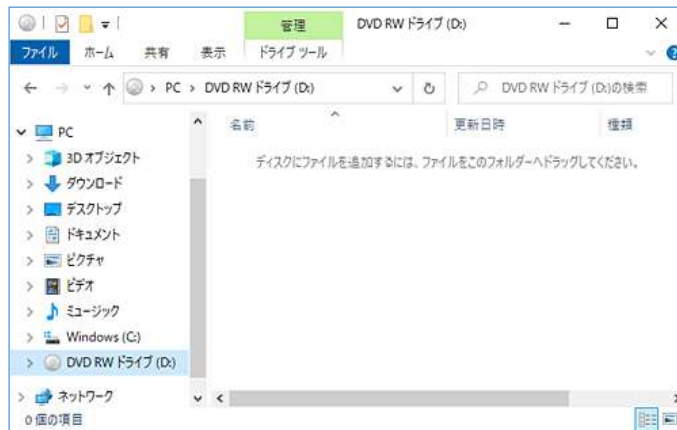 管理 DVD RW ドライブ (D:)
ファイル ホーム 共有 表示 ドライブ ツール
PC › DVD RW ドライブ (D:) DVD RW ドライブ (D:)の検索
PC
名前 更新日時 種類
3D オブジェクト
ディスクにファイルを追加するには、ファイルをこのフォルダーへドラッグしてください。
ダウンロード
デスクトップ
ドキュメント
ピクチャ
ビデオ
ミュージック
Windows (C:)
DVD RW ドライブ (D:)
ネットワーク
0 個の項目